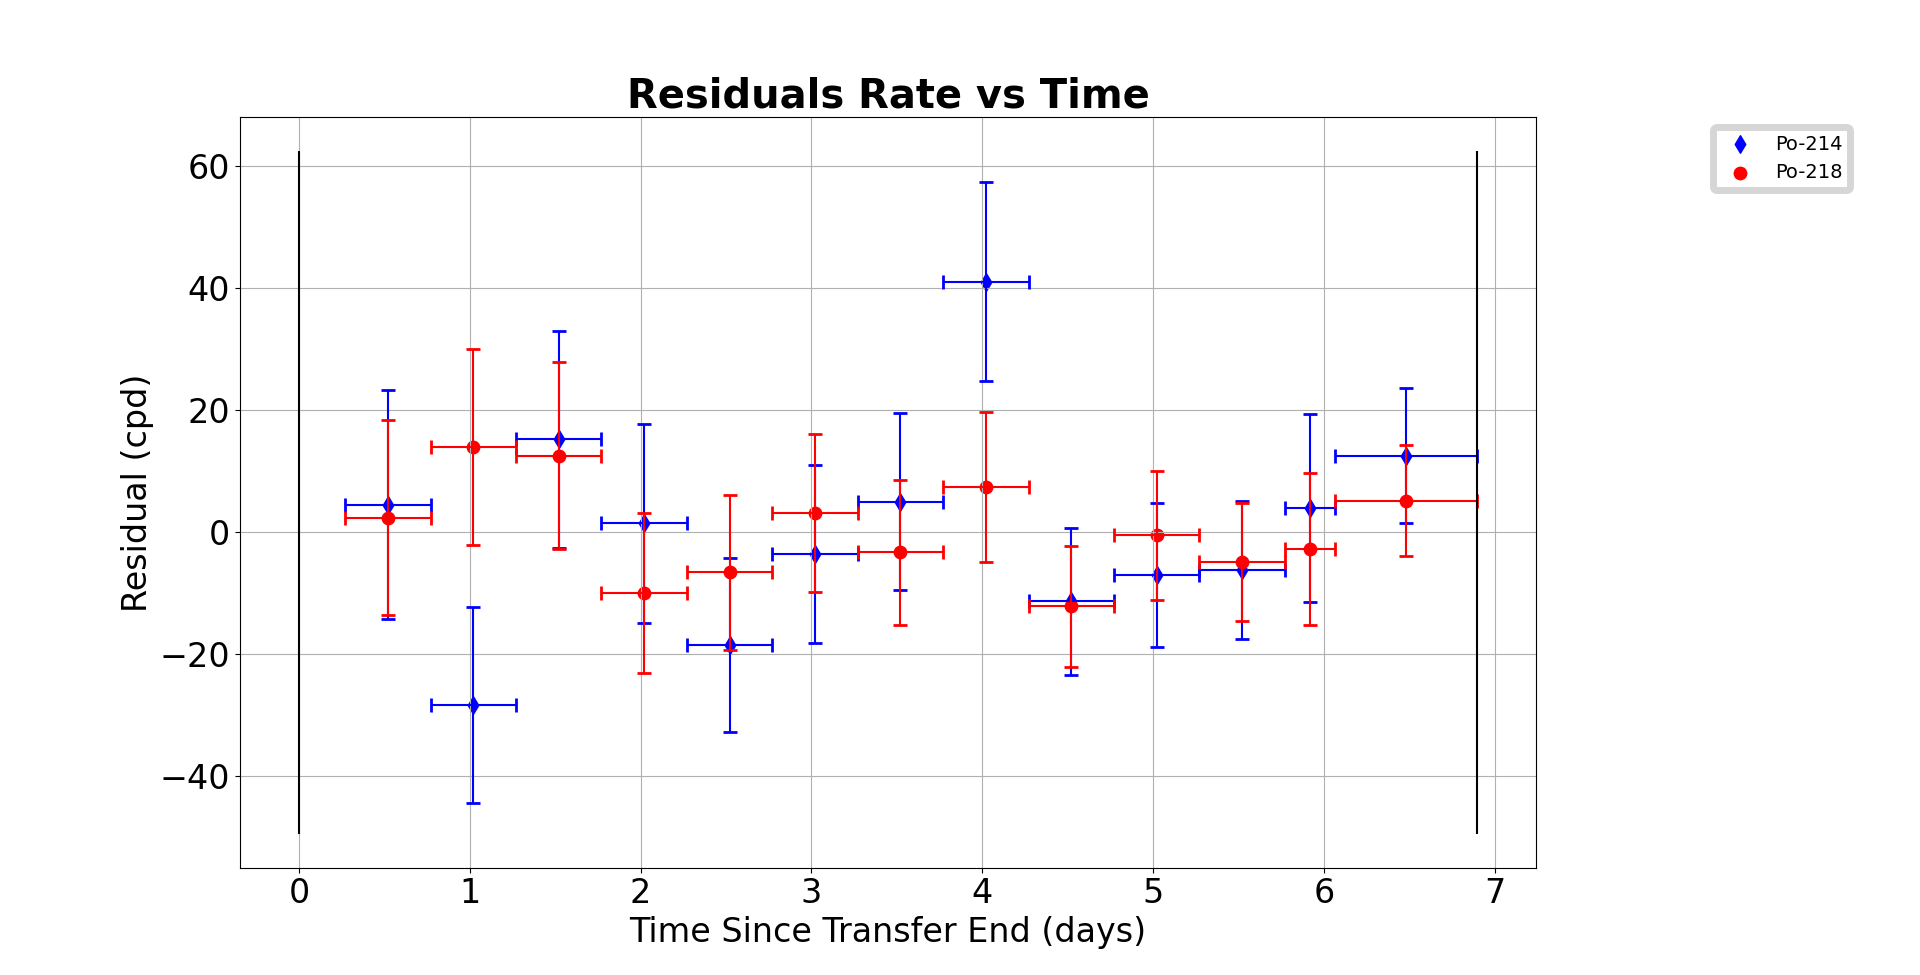 Residuals Rate vs Time
Po-214
Po-218
Residual (cpd)
60
40
20
0
−20
−40
0 1 2 3 4 5 6 7
Time Since Transfer End (days)